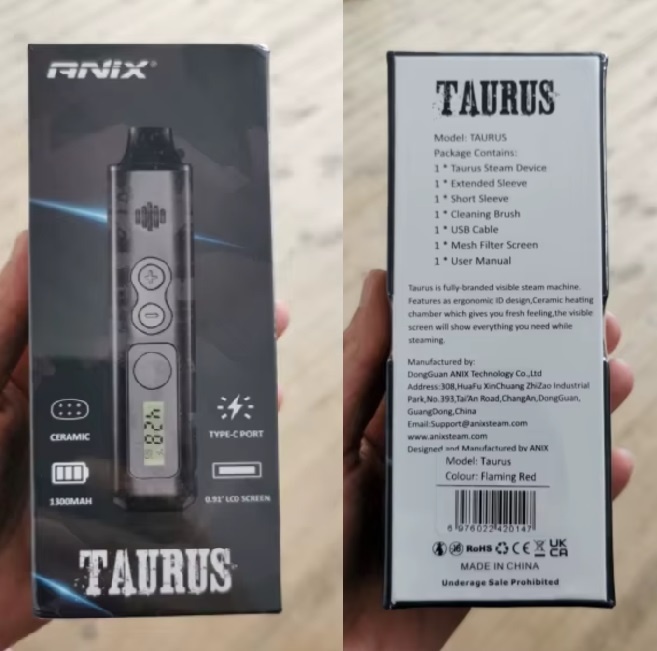 ANIX®
428
CERAMIC
TYPE-C PORT
1300MAH
0.91' LCD SCREEN
TAURUS
TAURUS
Model: TAURUS
Package Contains:
1 * Taurus Steam Device
1 * Extended Sleeve
1 * Short Sleeve
1 * Cleaning Brush
1 * USB Cable
1 * Mesh Filter Screen
1 * User Manual
Taurus is fully-branded visible steam machine.
Features as ergonomic ID design,Ceramic heating
chamber which gives you fresh feeling,the visible
screen will show everything you need while
steaming.
Manufactured by:
DongGuan ANIX Technology Co.,Ltd
Address:308,HuaFu XinChuang ZhiZao Industrial
Park,No.393,Tai'An Road,ChangAn,DongGuan,
GuangDong,China
Email:Support@anixsteam.com
www.anixsteam.com
Designed and Manufactured by ANIX
Model: Taurus
Colour: Flaming Red
6 976022 420147
RoHS CE UK
CA
MADE IN CHINA
Underage Sale Prohibited